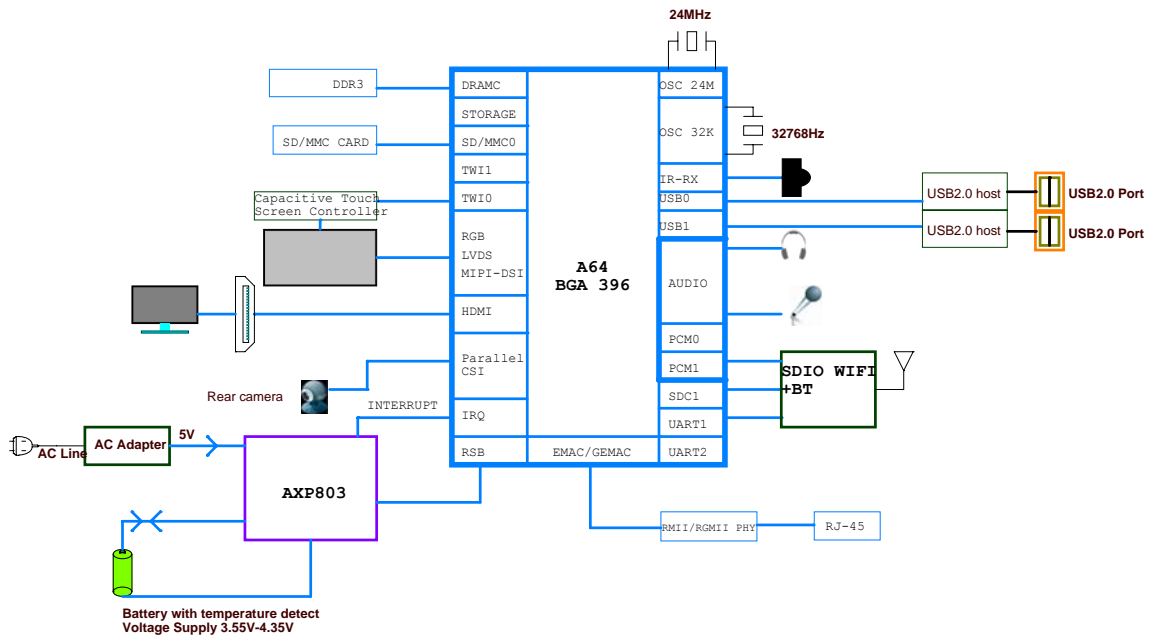 24MHz
DDR3
DRAMC
OSC 24M
STORAGE
SD/MMC CARD
SD/MMC0
OSC 32K
32768Hz
TWI1
IR-RX
Capacitive Touch
Screen Controller
TWI0
USB0
USB2.0 host
USB2.0 Port
USB1
USB2.0 host
USB2.0 Port
RGB
LVDS
MIPI-DSI
A64
BGA 396
AUDIO
HDMI
PCM0
Parallel
CSI
PCM1
SDIO WIFI
+BT
Rear camera
SDC1
INTERRUPT
IRQ
UART1
5V
AC Line
AC Adapter
RSB
EMAC/GEMAC
UART2
AXP803
RMII/RGMII PHY
RJ-45
Battery with temperature detect
Voltage Supply 3.55V-4.35V